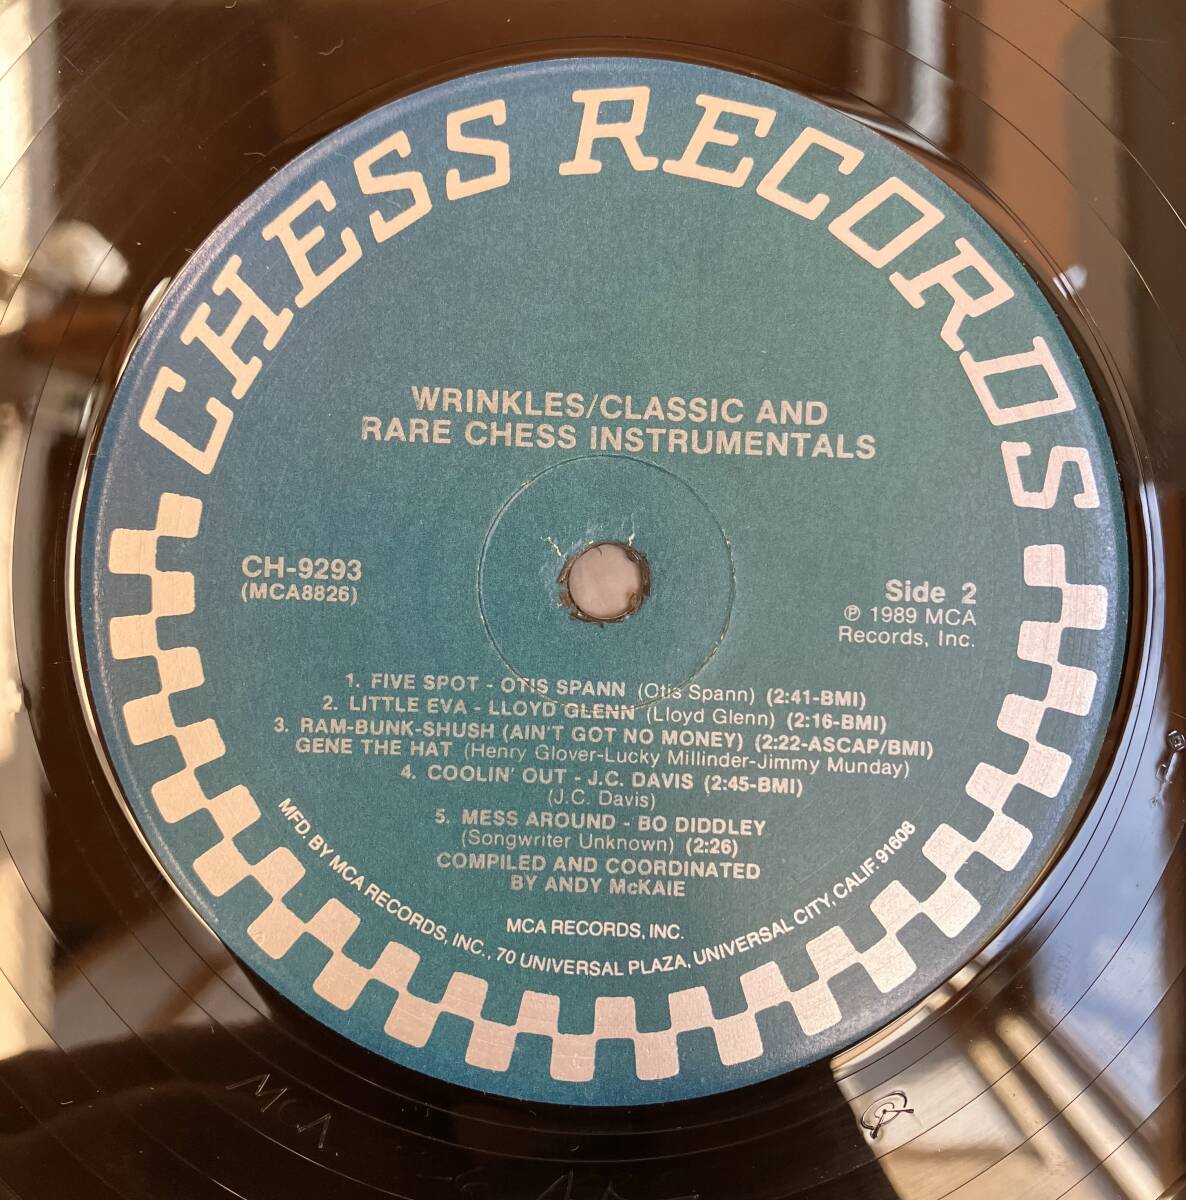 CHESS RECORDS
WRINKLES/CLASSIC AND
RARE CHESS INSTRUMENTALS
CH-9293
(MCA8826)
Side 2
℗ 1989 MCA
Records, Inc.
1. FIVE SPOT - OTIS SPANN (Otis Spann) (2:41-BMI)
2. LITTLE EVA - LLOYD GLENN (Lloyd Glenn) (2:16-BMI)
3. RAM-BUNK-SHUSH (AIN'T GOT NO MONEY) (2:22-ASCAP/BMI)
GENE THE HAT (Henry Glover-Lucky Millinder-Jimmy Munday)
4. COOLIN' OUT - J.C. DAVIS (2:45-BMI)
(J.C. Davis)
5. MESS AROUND - BO DIDDLEY
(Songwriter Unknown) (2:26)
COMPILED AND COORDINATED
BY ANDY McKAIE
MCA RECORDS, INC.
MFD. BY MCA RECORDS, INC., 70 UNIVERSAL PLAZA, UNIVERSAL CITY, CALIF. 91608
MCA